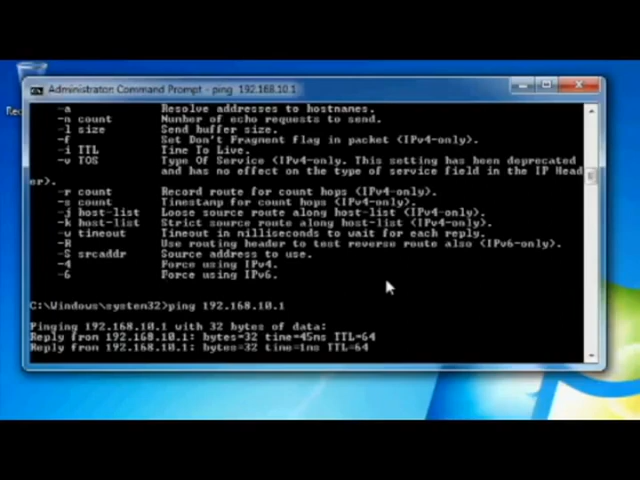 Rec
Administrator: Command Prompt - ping 192.168.10.1
-a Resolve addresses to hostnames.
-n count Number of echo requests to send.
-l size Send buffer size.
-f Set Don't Fragment flag in packet (IPv4-only).
-i TTL Time To Live.
-v TOS Type Of Service (IPv4-only. This setting has been deprecated
and has no effect on the type of service field in the IP Head
er).
-r count Record route for count hops (IPv4-only).
-s count Timestamp for count hops (IPv4-only).
-j host-list Loose source route along host-list (IPv4-only).
-k host-list Strict source route along host-list (IPv4-only).
-w timeout Timeout in milliseconds to wait for each reply.
-R Use routing header to test reverse route also (IPv6-only).
-S srcaddr Source address to use.
-4 Force using IPv4.
-6 Force using IPv6.
C:\Windows\system32>ping 192.168.10.1
Pinging 192.168.10.1 with 32 bytes of data:
Reply from 192.168.10.1: bytes=32 time=45ms TTL=64
Reply from 192.168.10.1: bytes=32 time=1ms TTL=64